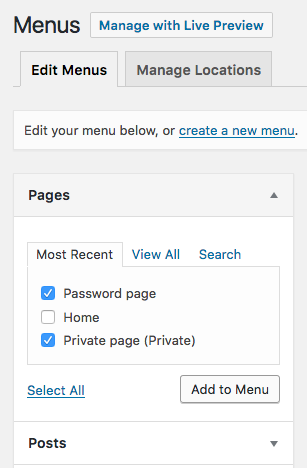 Menus Manage with Live Preview
Edit Menus Manage Locations
Edit your menu below, or create a new menu.
Pages
Most Recent View All Search
Password page
Home
Private page (Private)
Select All Add to Menu
Posts